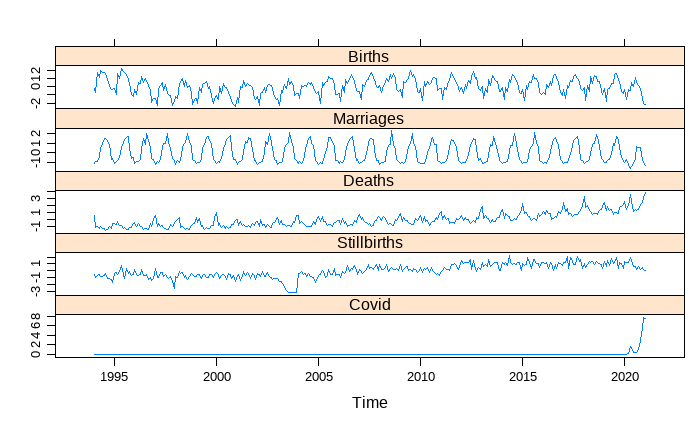 Births
-2 0 1 2
Marriages
-1 0 1 2
Deaths
-1 1 3
Stillbirths
-3 -1 1
Covid
0 2 4 6 8
1995 2000 2005 2010 2015 2020
Time